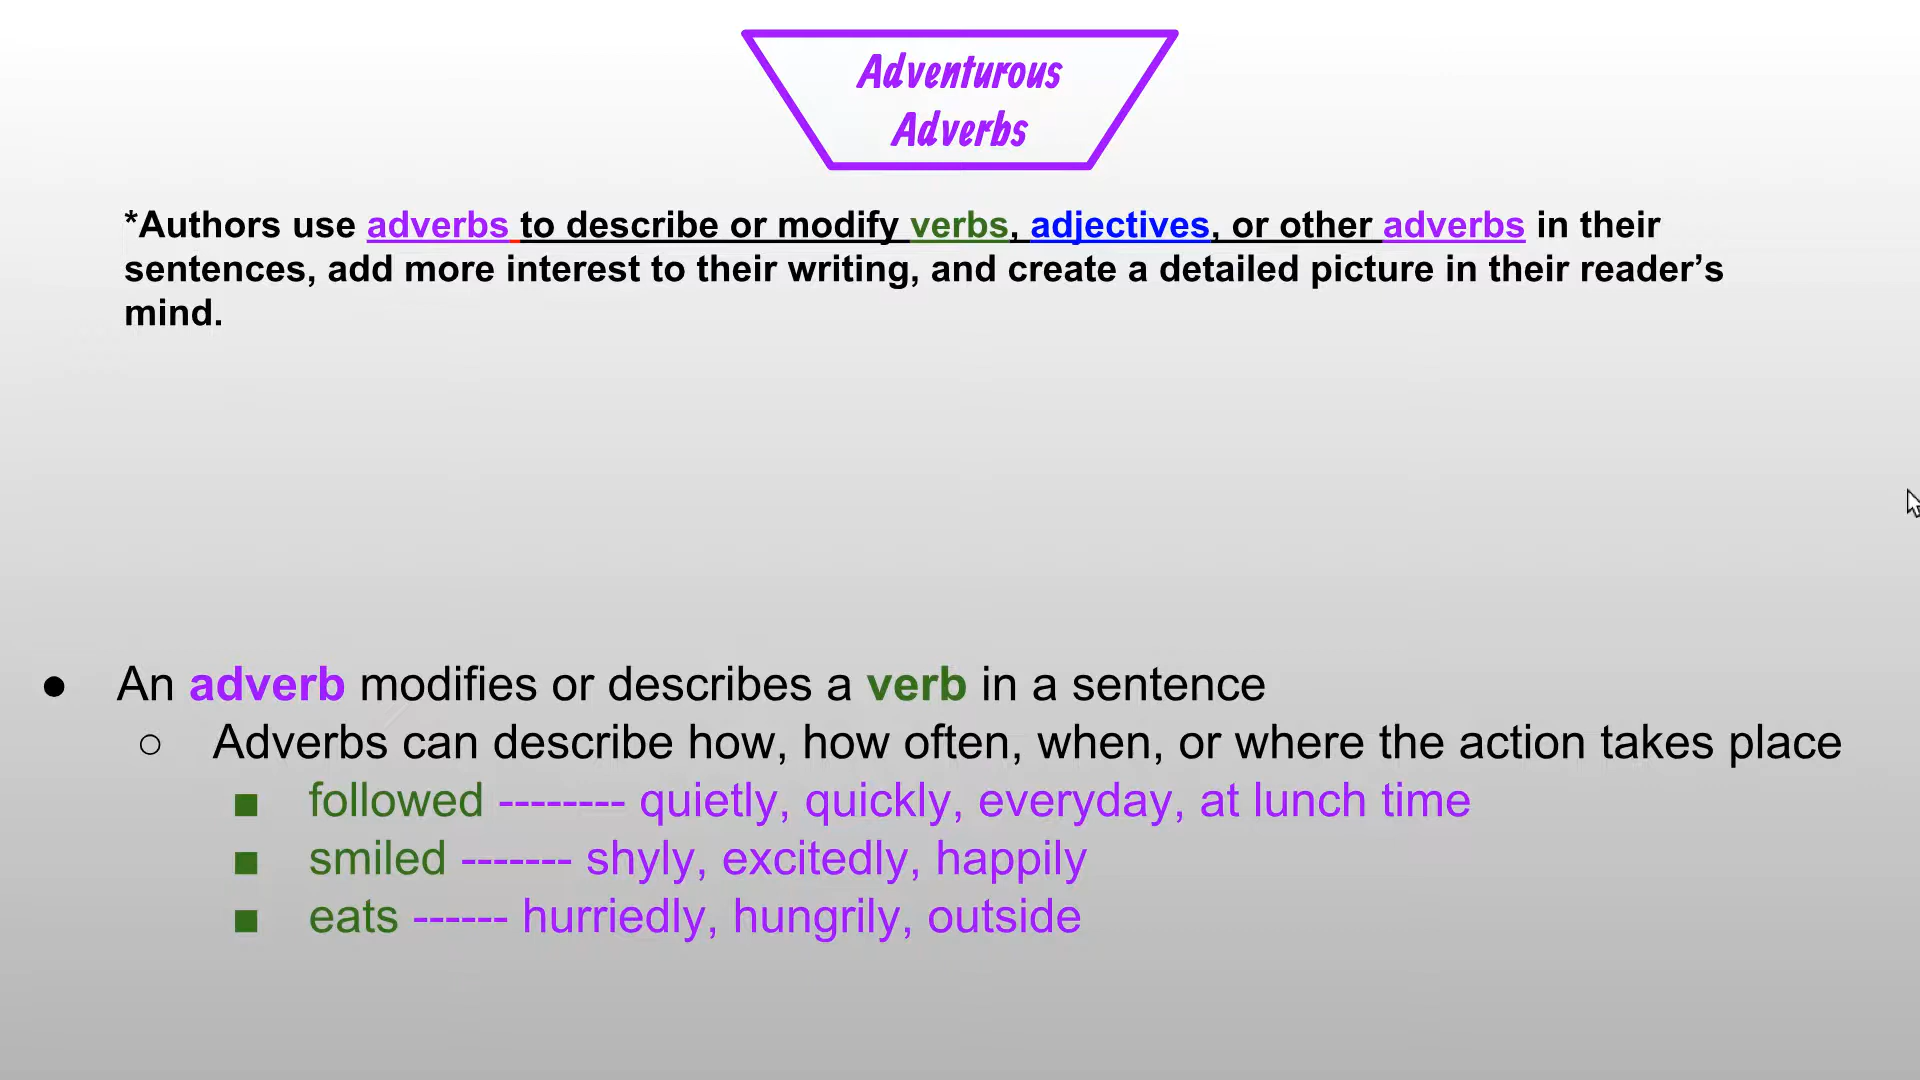 Adventurous
Adverbs
*Authors use adverbs to describe or modify verbs, adjectives, or other adverbs in their
sentences, add more interest to their writing, and create a detailed picture in their reader’s
mind.
● An adverb modifies or describes a verb in a sentence
○ Adverbs can describe how, how often, when, or where the action takes place
■ followed -------- quietly, quickly, everyday, at lunch time
■ smiled ------- shyly, excitedly, happily
■ eats ------ hurriedly, hungrily, outside